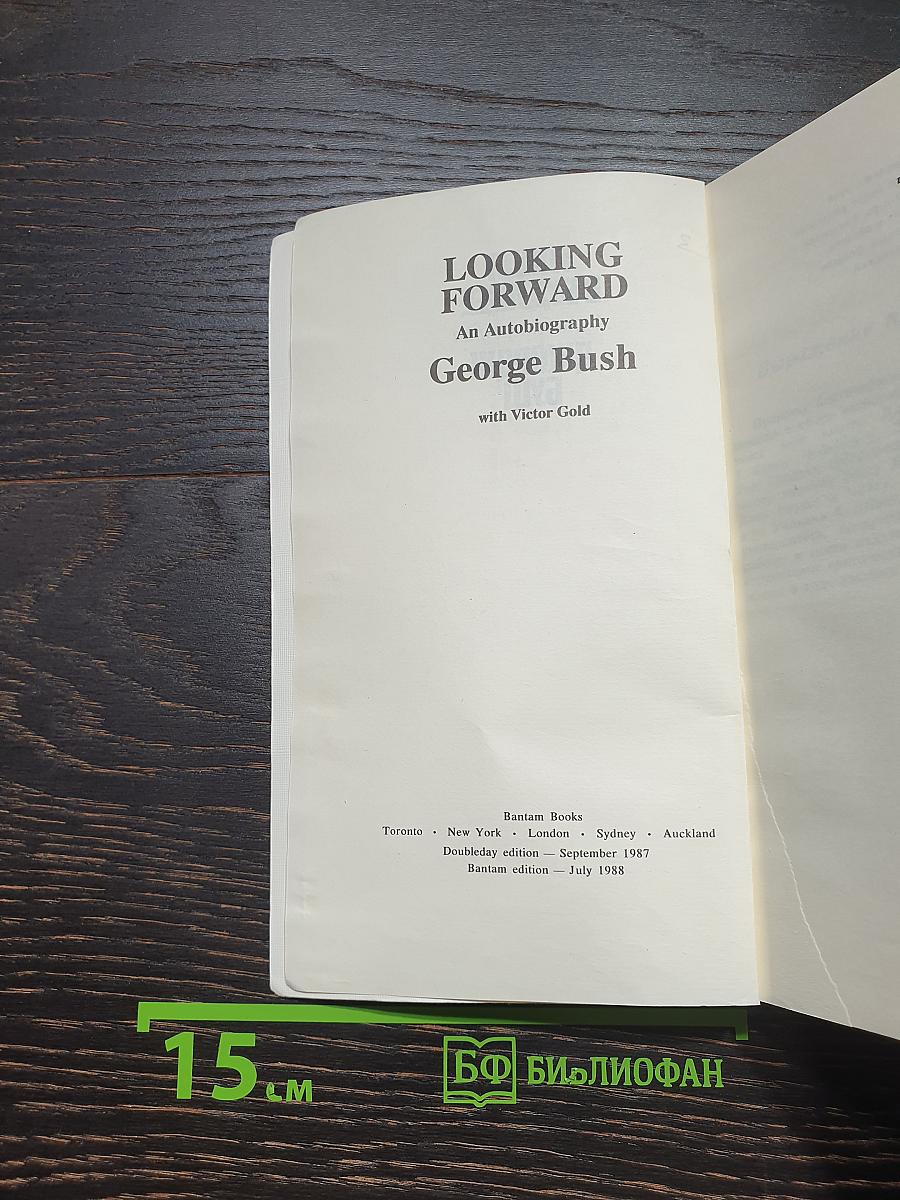 LOOKING
FORWARD
An Autobiography
George Bush
with Victor Gold
Bantam Books
Toronto • New York • London • Sydney • Auckland
Doubleday edition — September 1987
Bantam edition — July 1988
15 см
БФ БИБЛИОФАН